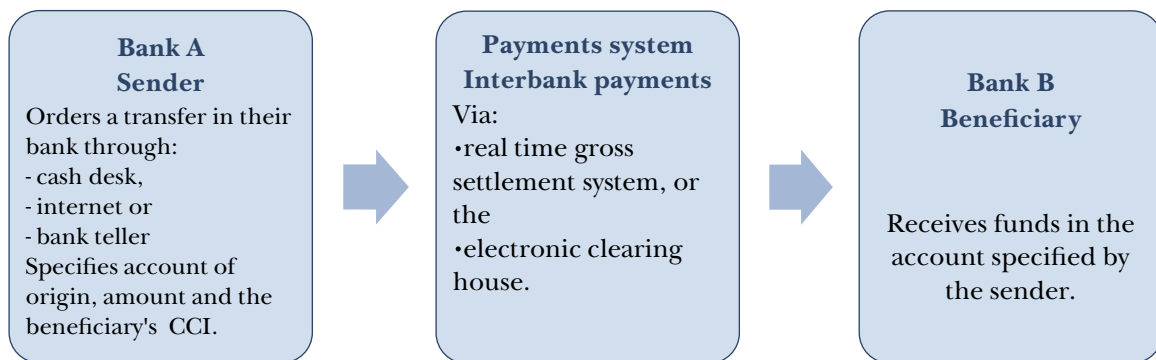 Bank A
Sender
Orders a transfer in their
bank through:
- cash desk,
- internet or
- bank teller
Specifies account of
origin, amount and the
beneficiary's CCI.
Payments system
Interbank payments
Via:
•real time gross
settlement system, or
the
•electronic clearing
house.
Bank B
Beneficiary
Receives funds in the
account specified by
the sender.